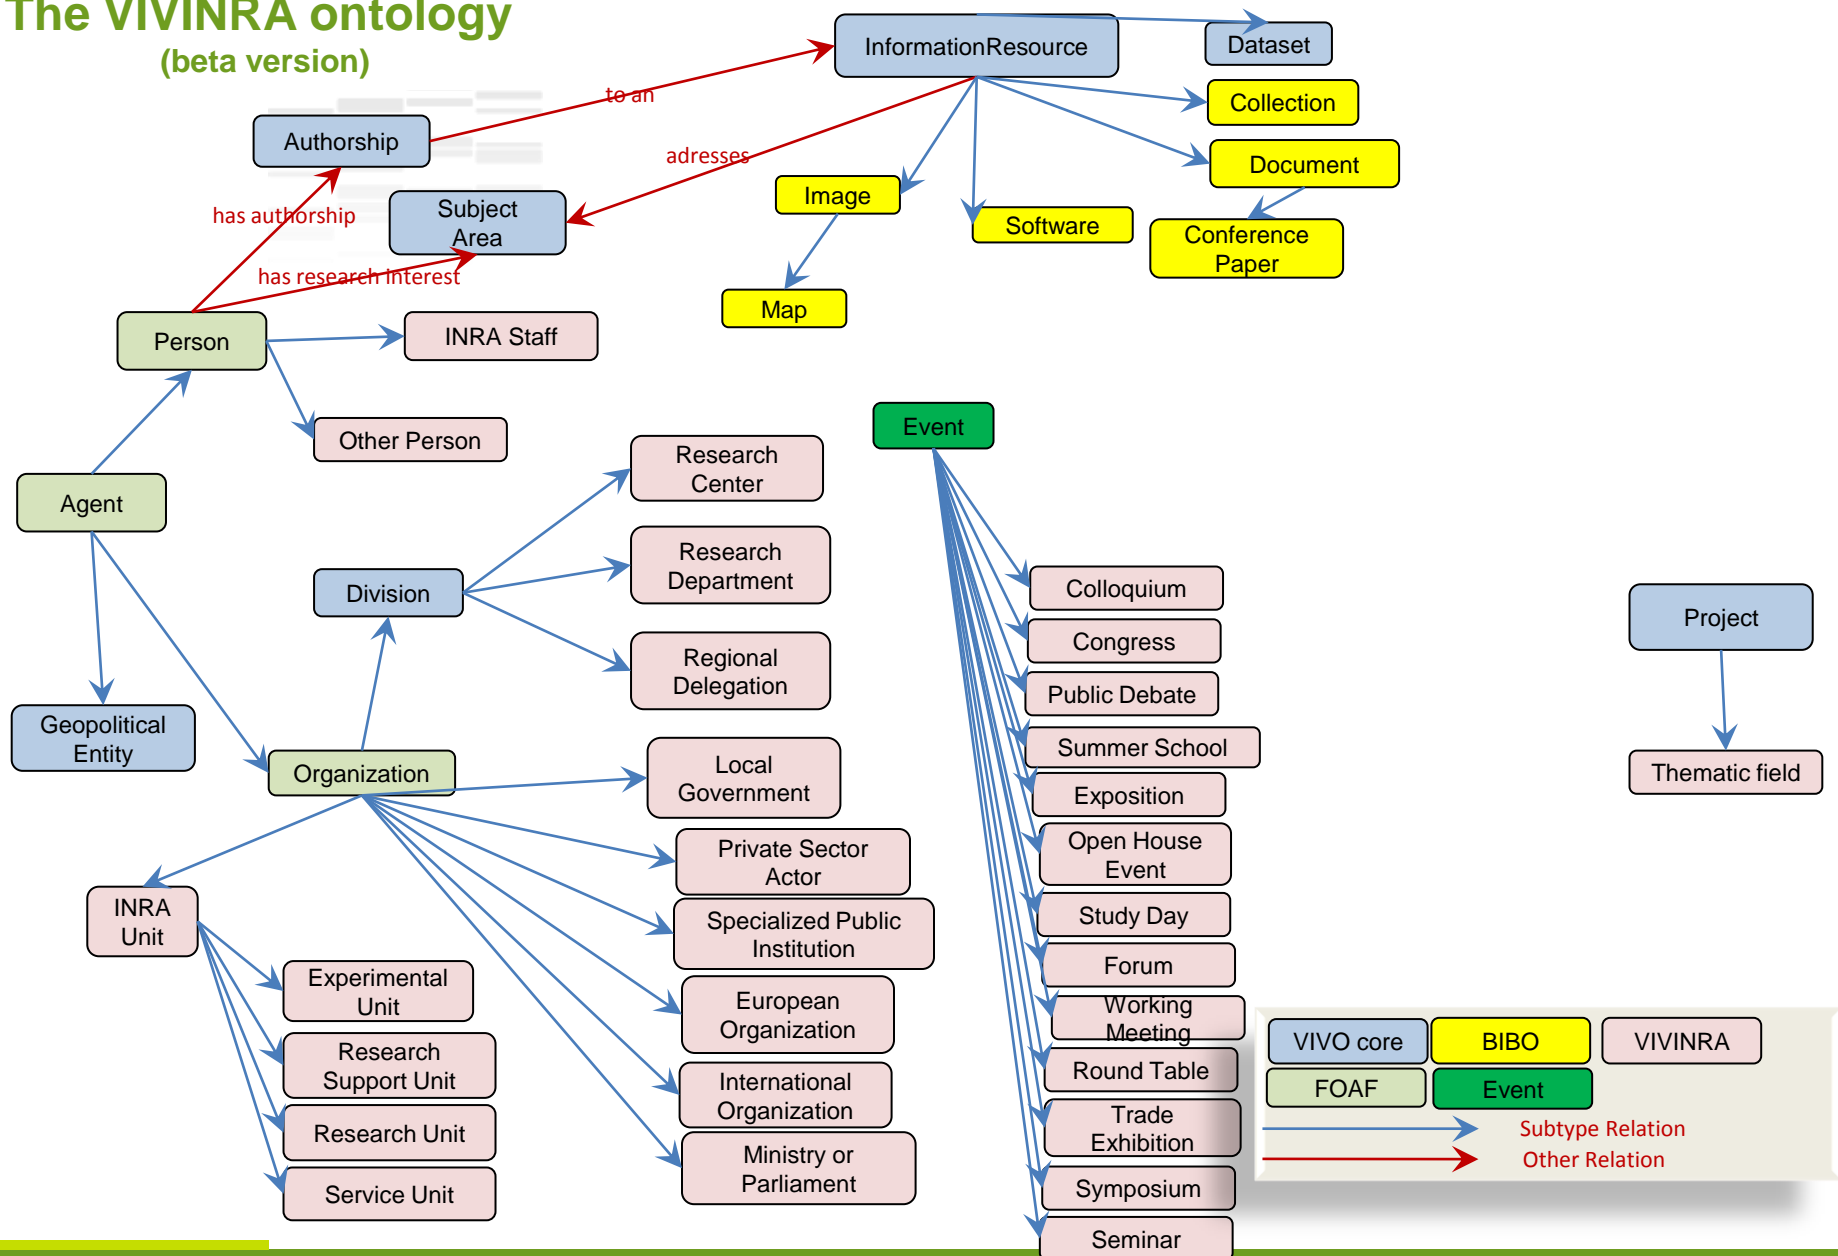 The VIVINRA ontology
(beta version)
InformationResource
Dataset
to an
Collection
Authorship
adresses
Document
Image
has authorship
Subject
Area
Software
Conference
Paper
has research interest
Map
Person
INRA Staff
Other Person
Event
Research
Center
Agent
Research
Department
Division
Colloquium
Project
Congress
Regional
Delegation
Public Debate
Geopolitical
Entity
Summer School
Organization
Local
Government
Thematic field
Exposition
Private Sector
Actor
Open House
Event
INRA
Unit
Study Day
Specialized Public
Institution
Forum
Experimental
Unit
European
Organization
Working
Meeting
Research
Support Unit
Round Table
International
Organization
Trade
Exhibition
Research Unit
Ministry or
Parliament
Symposium
Service Unit
Seminar
VIVO core
BIBO
VIVINRA
FOAF
Event
Subtype Relation
Other Relation